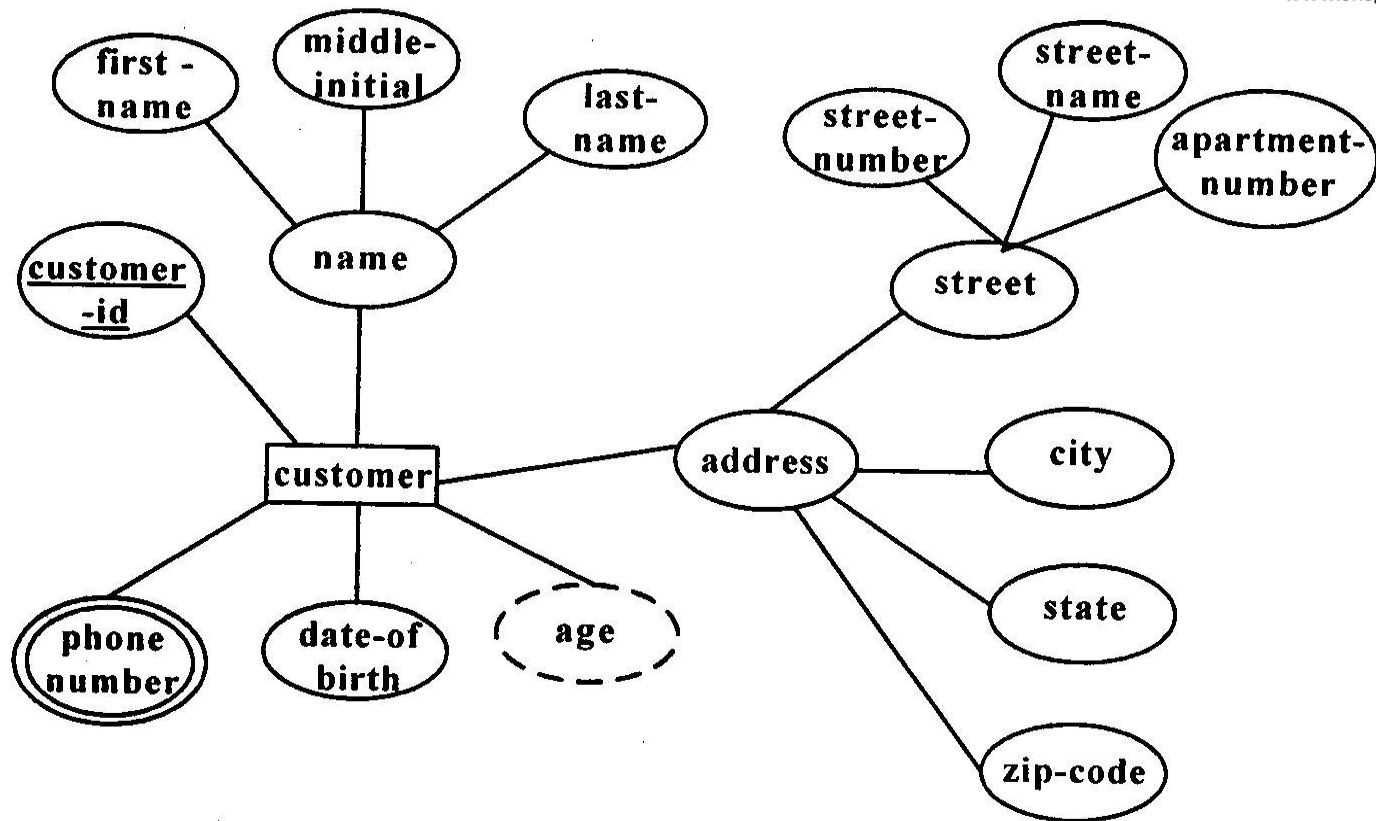 first -
name
middle-
initial
last-
name
street-
number
street-
name
apartment-
number
customer
-id
name
street
customer
address
city
phone
number
date-of
birth
age
state
zip-code